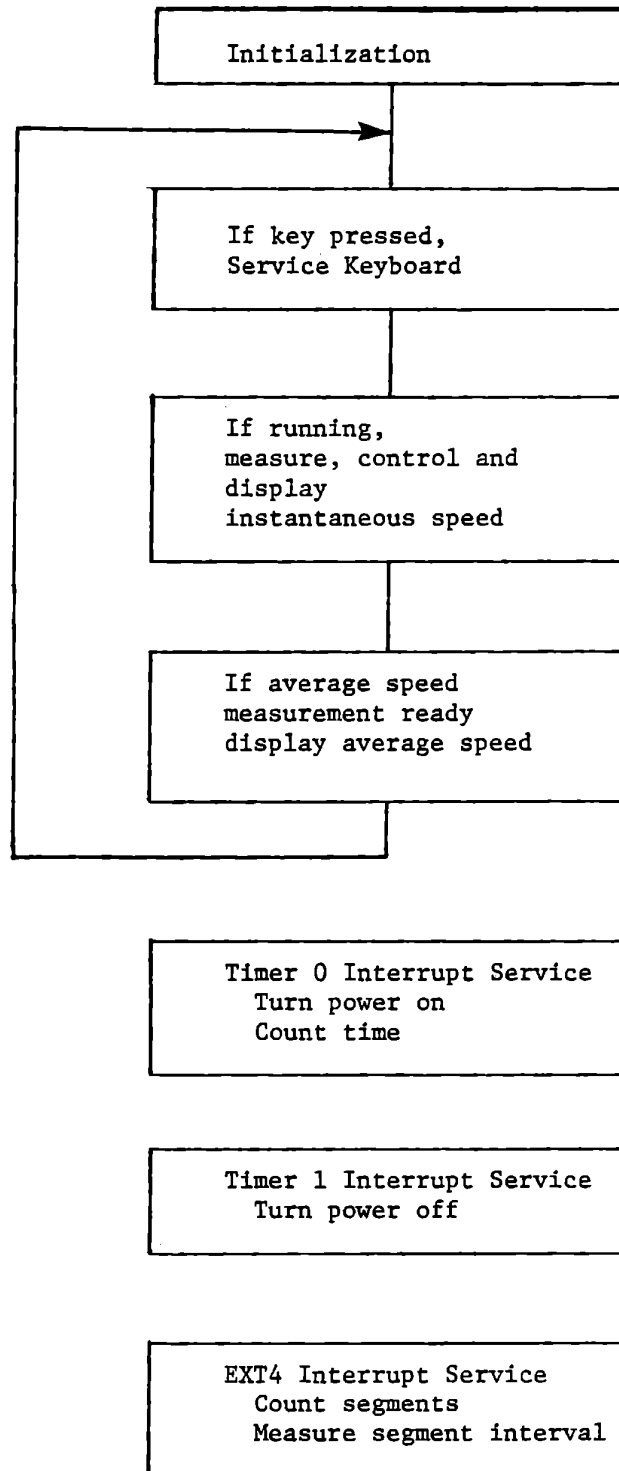 Initialization
If key pressed,
Service Keyboard
If running,
measure, control and
display
instantaneous speed
If average speed
measurement ready
display average speed
Timer 0 Interrupt Service
Turn power on
Count time
Timer 1 Interrupt Service
Turn power off
EXT4 Interrupt Service
Count segments
Measure segment interval